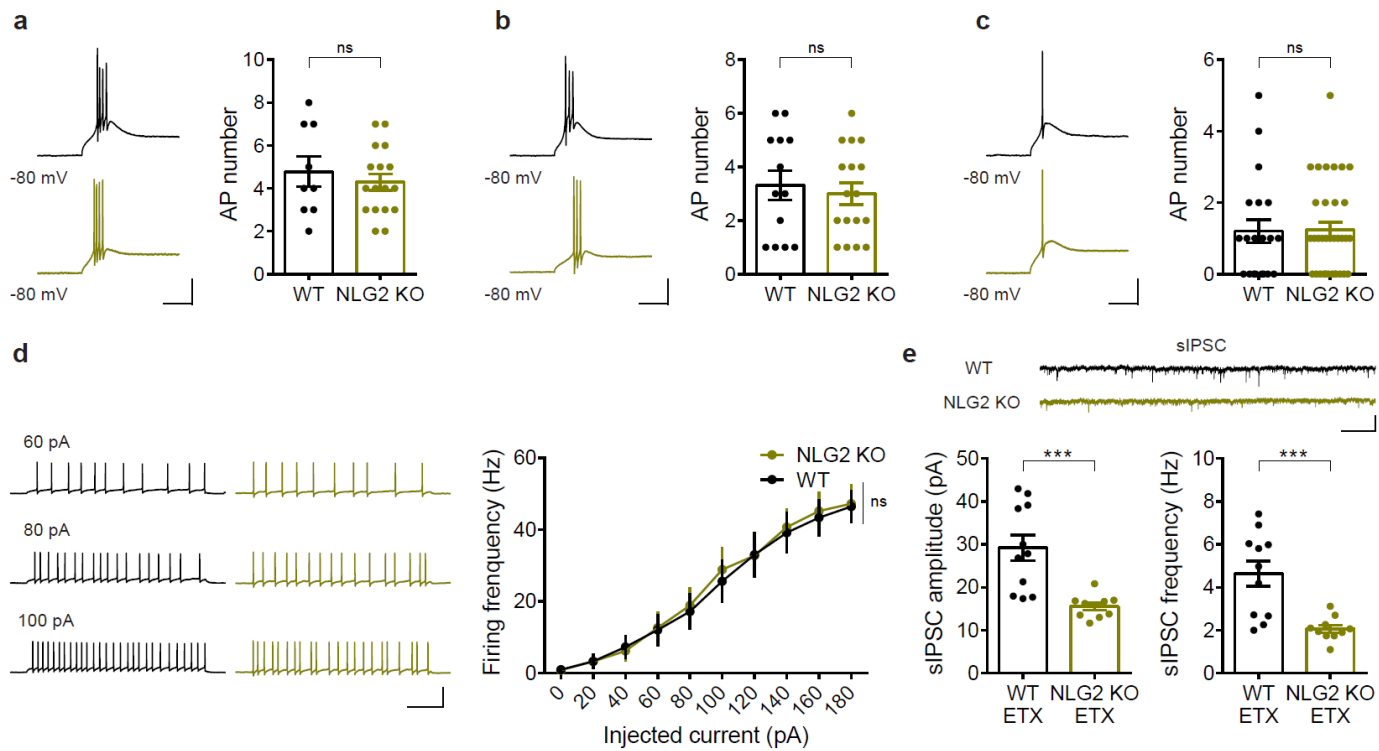 a
ns
10
8
6
4
2
0
AP number
-80 mV
-80 mV
WT NLG2 KO
b
ns
8
6
4
2
0
AP number
WT NLG2 KO
c
ns
6
4
2
0
AP number
-80 mV
-80 mV
WT NLG2 KO
d
60 pA
80 pA
100 pA
60
40
20
0
Firing frenquency (Hz)
NLG2 KO
WT
ns
0 20 40 60 80 100 120 140 160 180
Injected current (pA)
e
sIPSC
WT
NLG2 KO
***
50
40
30
20
10
0
sIPSC amplitude (pA)
WT NLG2 KO
ETX ETX
***
10
8
6
4
2
0
sIPSC frequency (Hz)
WT NLG2 KO
ETX ETX